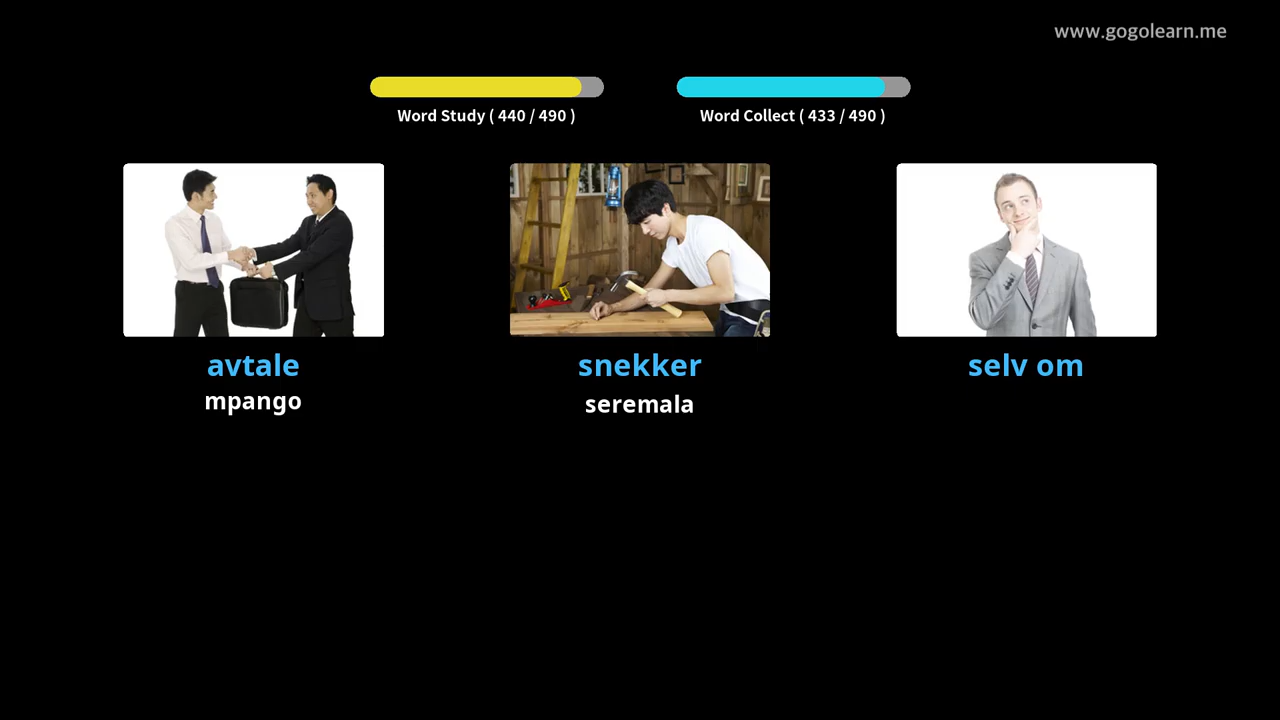 www.gogolearn.me
Word Study ( 440 / 490 )
Word Collect ( 433 / 490 )
avtale
mpango
snekker
seremala
selv om